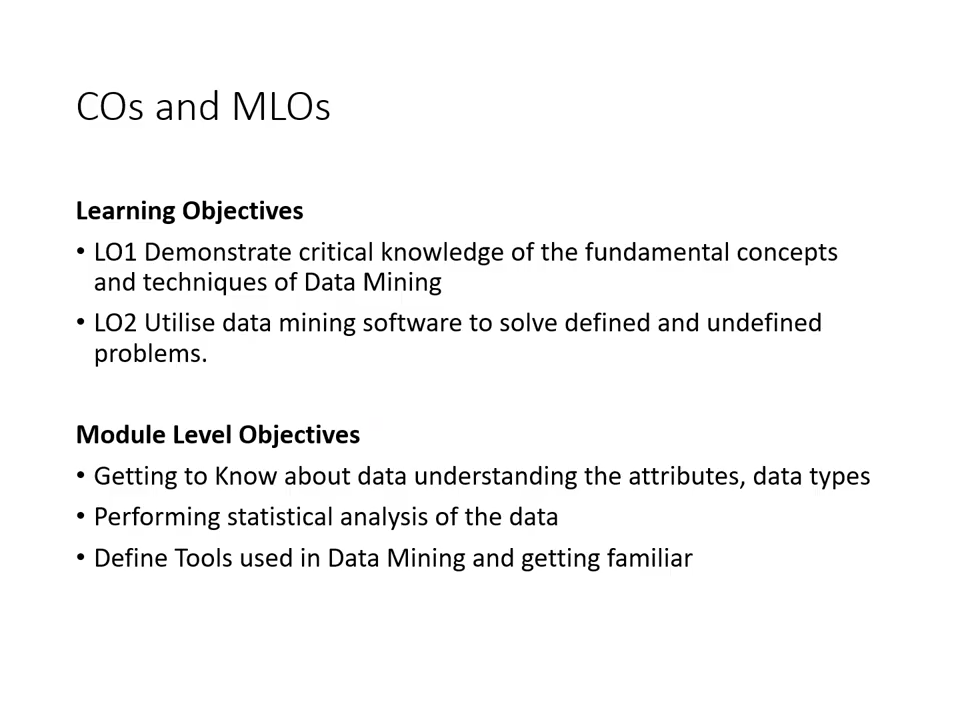 COs and MLOs
Learning Objectives
• LO1 Demonstrate critical knowledge of the fundamental concepts
and techniques of Data Mining
• LO2 Utilise data mining software to solve defined and undefined
problems.
Module Level Objectives
• Getting to Know about data understanding the attributes, data types
• Performing statistical analysis of the data
• Define Tools used in Data Mining and getting familiar